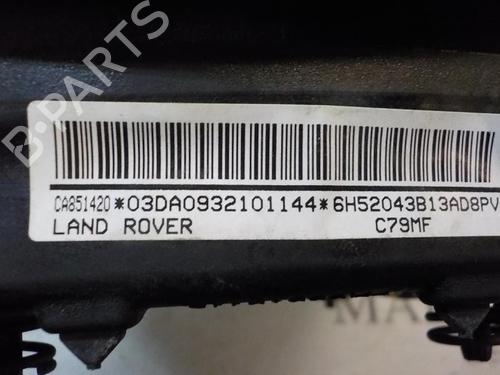 B-PARTS
CA851420*03DA0932101144*6H52043B13AD8PV
LAND ROVER C79MF